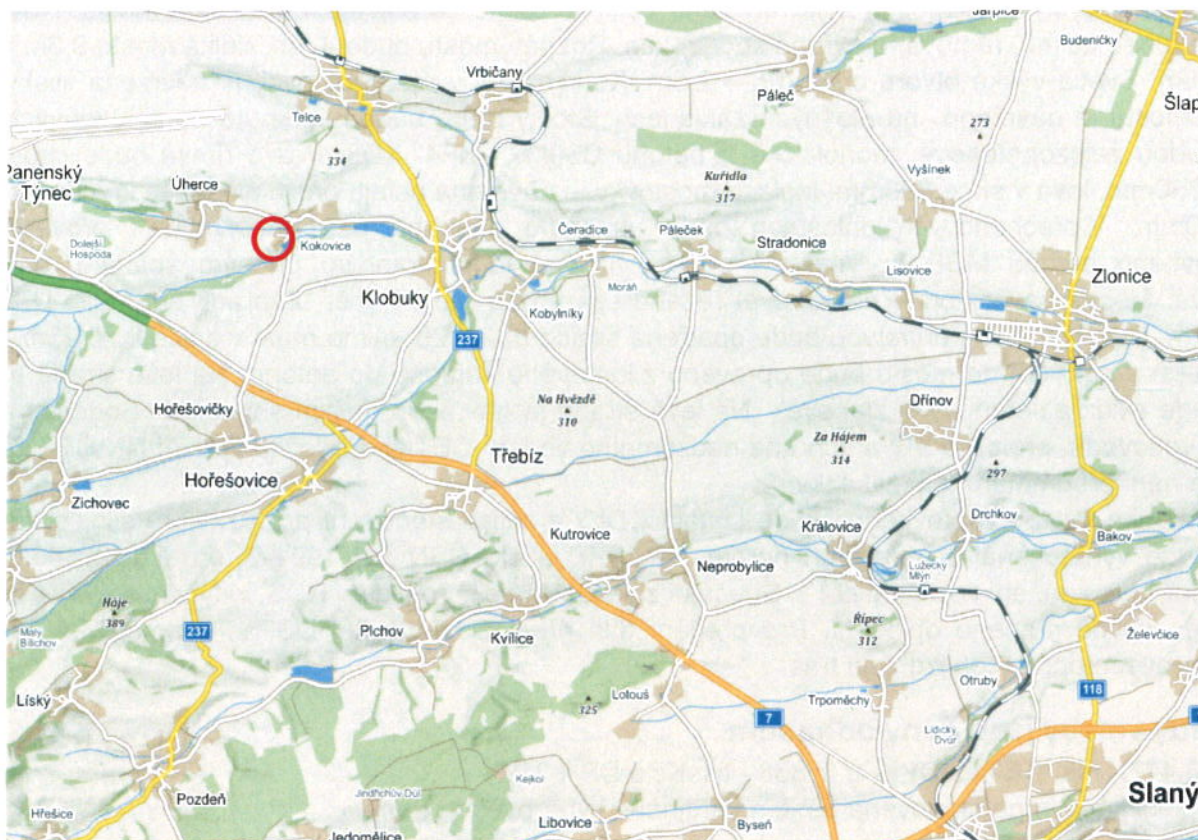 Jarpice
Budeničky
Vrbičany
Páleč
Šlap
Telce
273
334
Kuřidla
317
Vyšínek
Panenský
Týnec
Úherce
Dolejší
Hospoda
Kokovice
Čeradice
Páleček
Stradonice
Moráň
Lisovice
Zlonice
Klobuky
Kobylníky
237
Hořešovičky
Na Hvězdě
310
Dřínov
Za Hájem
314
297
Třebíz
Hořešovice
Zichovec
Kutrovice
Královice
Drchkov
Bakov
Neprobylice
Lužecký
Mlýn
Háje
389
Řipec
312
Malý
Bílichov
237
Plchov
Kvílice
Želevčice
Líský
Lotouš
325
Otruby
Trpoměchy
118
7
Lidický
Dvůr
Kejkol
Jindřichův Důl
Pozdeň
Slaný
Hřešice
Jedomělice
Libovice
Byseň